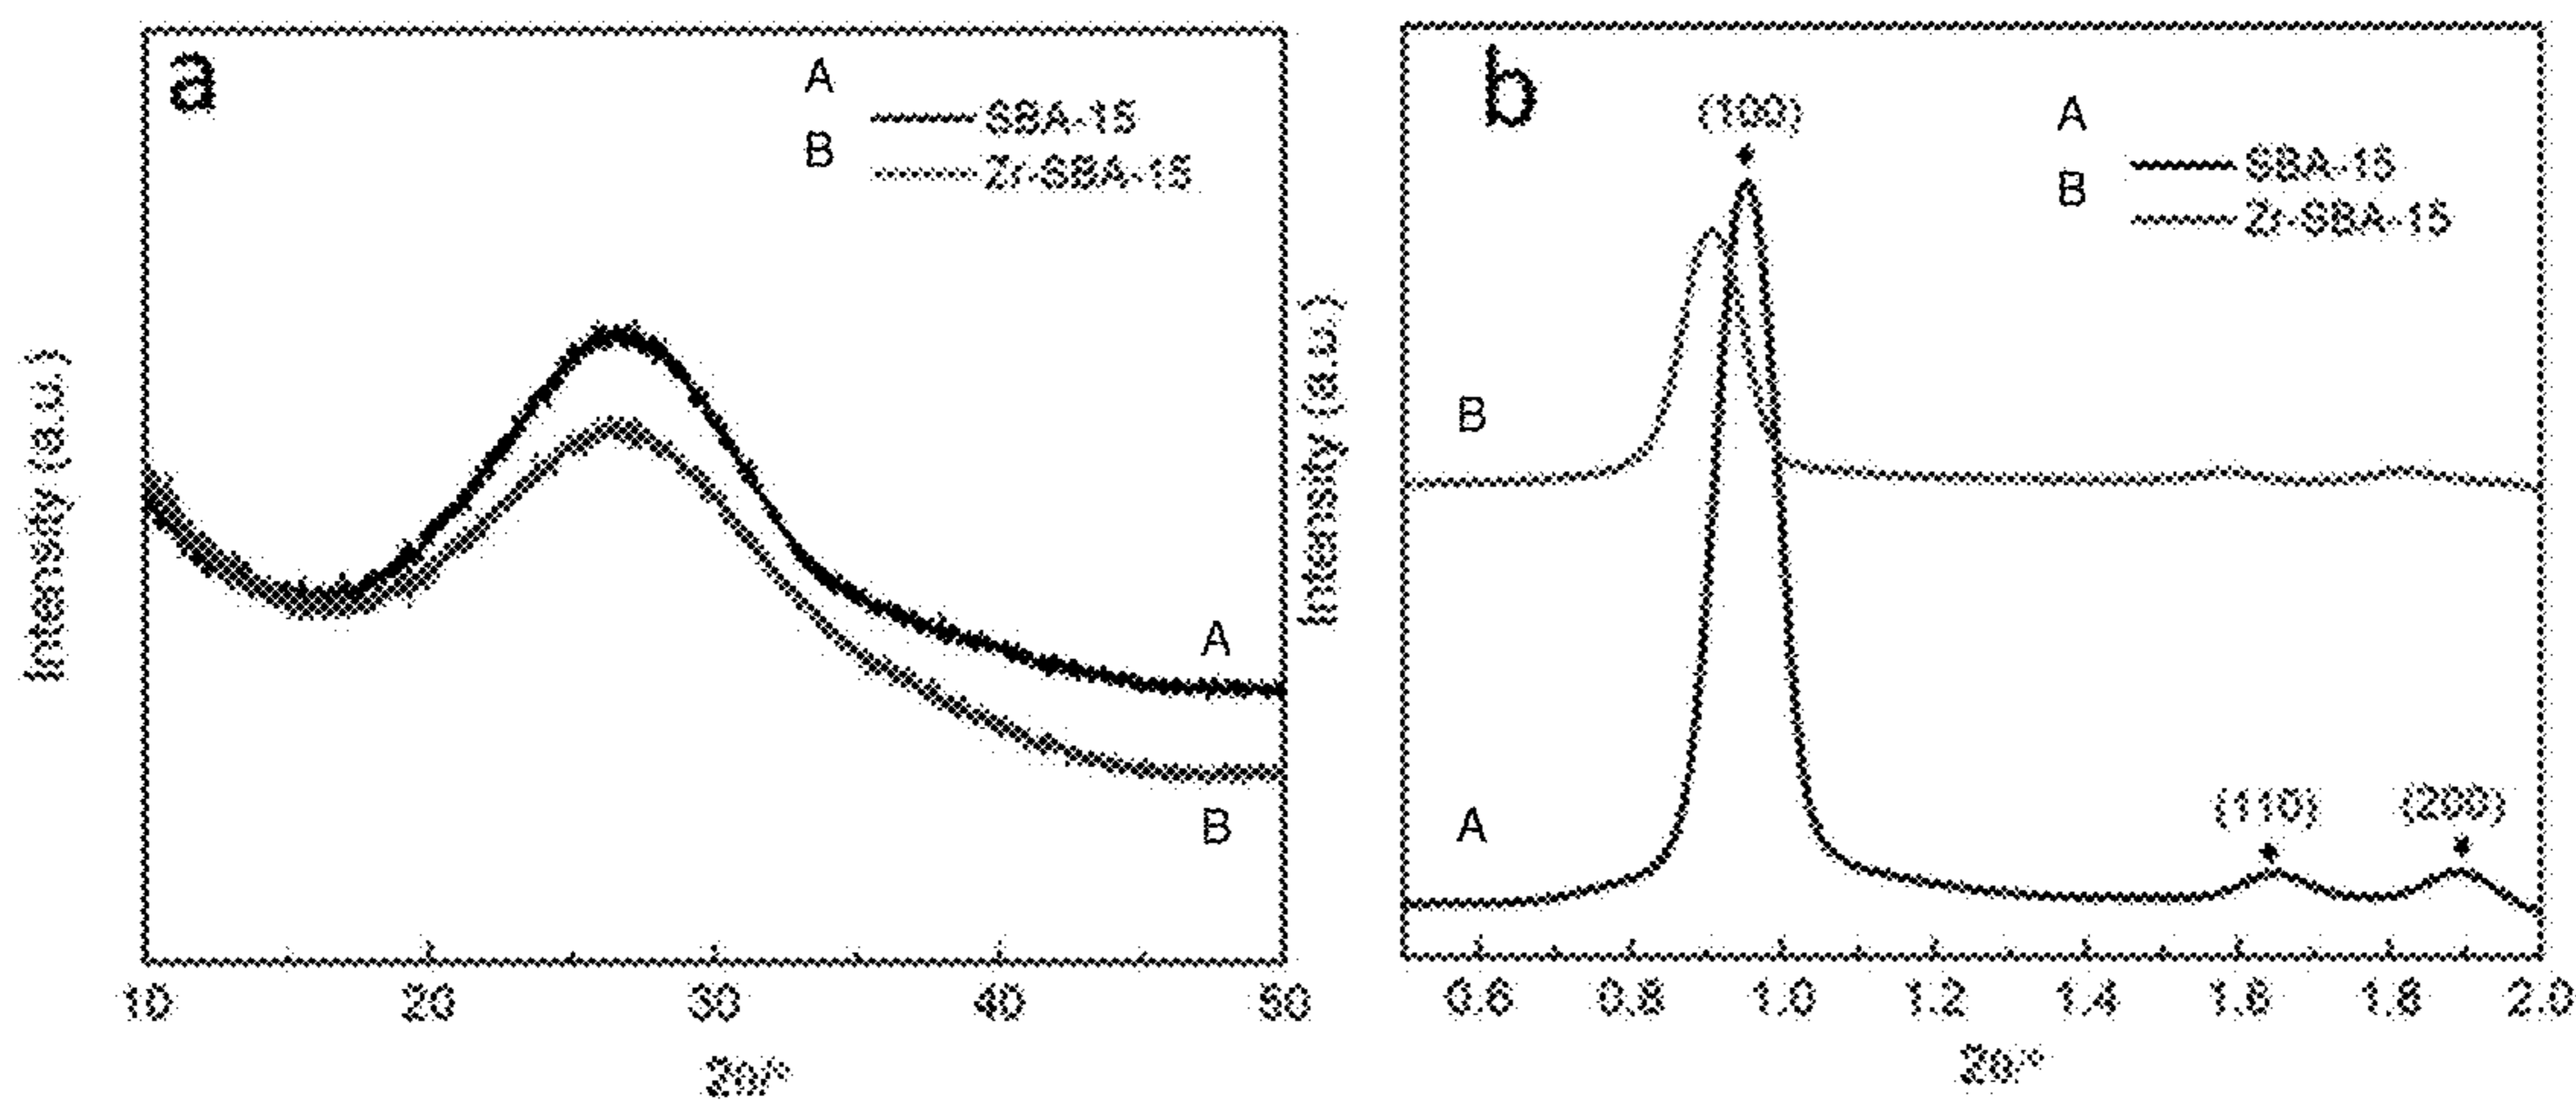 a
A
SBA-15
B
Zr-SBA-15
Intensity (a.u.)
A
B
10 20 30 40 50
2θ/°
b
(100)
A
SBA-15
B
Zr-SBA-15
Intensity (a.u.)
B
A
(110) (200)
0.6 0.8 1.0 1.2 1.4 1.6 1.8 2.0
2θ/°